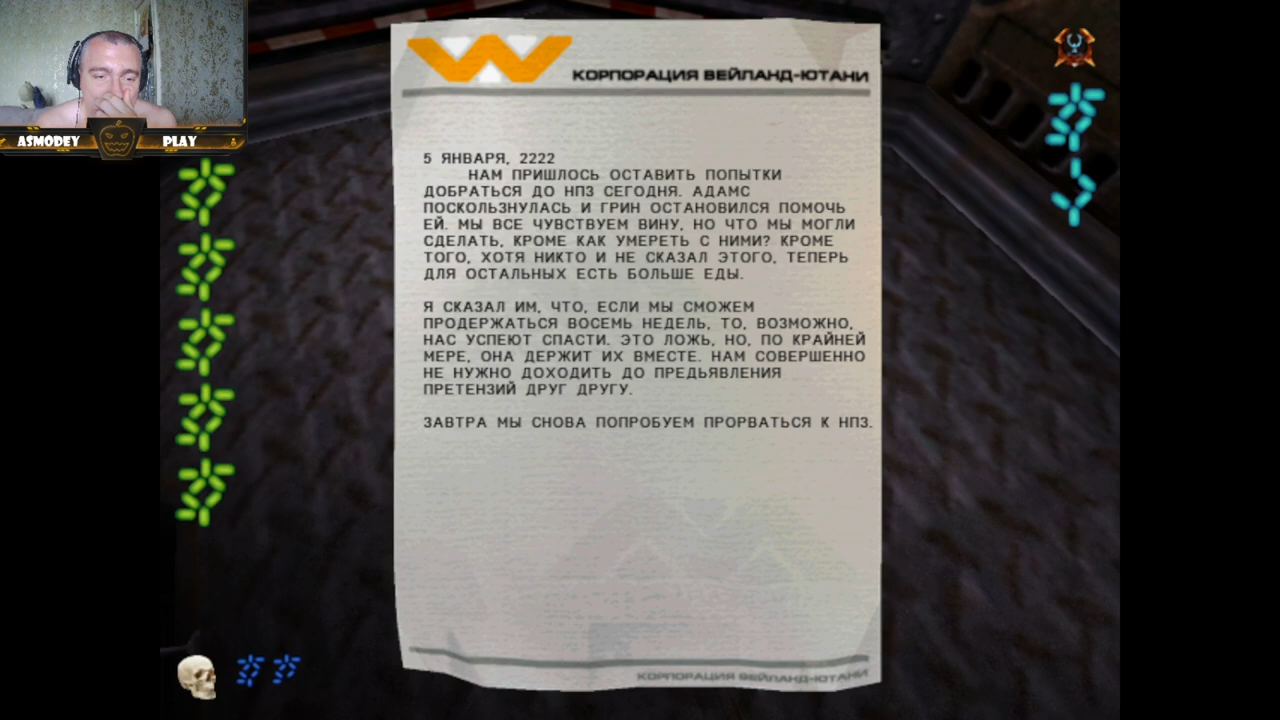 КОРПОРАЦИЯ ВЕЙЛАНД-ЮТАНИ
ASMODEY PLAY
5 ЯНВАРЯ, 2222
НАМ ПРИШЛОСЬ ОСТАВИТЬ ПОПЫТКИ
ДОБРАТЬСЯ ДО НПЗ СЕГОДНЯ. АДАМС
ПОСКОЛЬЗНУЛАСЬ И ГРИН ОСТАНОВИЛСЯ ПОМОЧЬ
ЕЙ. МЫ ВСЕ ЧУВСТВУЕМ ВИНУ, НО ЧТО МЫ МОГЛИ
СДЕЛАТЬ, КРОМЕ КАК УМЕРЕТЬ С НИМИ? КРОМЕ
ТОГО, ХОТЯ НИКТО И НЕ СКАЗАЛ ЭТОГО, ТЕПЕРЬ
ДЛЯ ОСТАЛЬНЫХ ЕСТЬ БОЛЬШЕ ЕДЫ.
Я СКАЗАЛ ИМ, ЧТО, ЕСЛИ МЫ СМОЖЕМ
ПРОДЕРЖАТЬСЯ ВОСЕМЬ НЕДЕЛЬ, ТО, ВОЗМОЖНО,
НАС УСПЕЮТ СПАСТИ. ЭТО ЛОЖЬ, НО, ПО КРАЙНЕЙ
МЕРЕ, ОНА ДЕРЖИТ ИХ ВМЕСТЕ. НАМ СОВЕРШЕННО
НЕ НУЖНО ДОХОДИТЬ ДО ПРЕДЬЯВЛЕНИЯ
ПРЕТЕНЗИЙ ДРУГ ДРУГУ.
ЗАВТРА МЫ СНОВА ПОПРОБУЕМ ПРОРВАТЬСЯ К НПЗ.
КОРПОРАЦИЯ ВЕЙЛАНД-ЮТАНИ